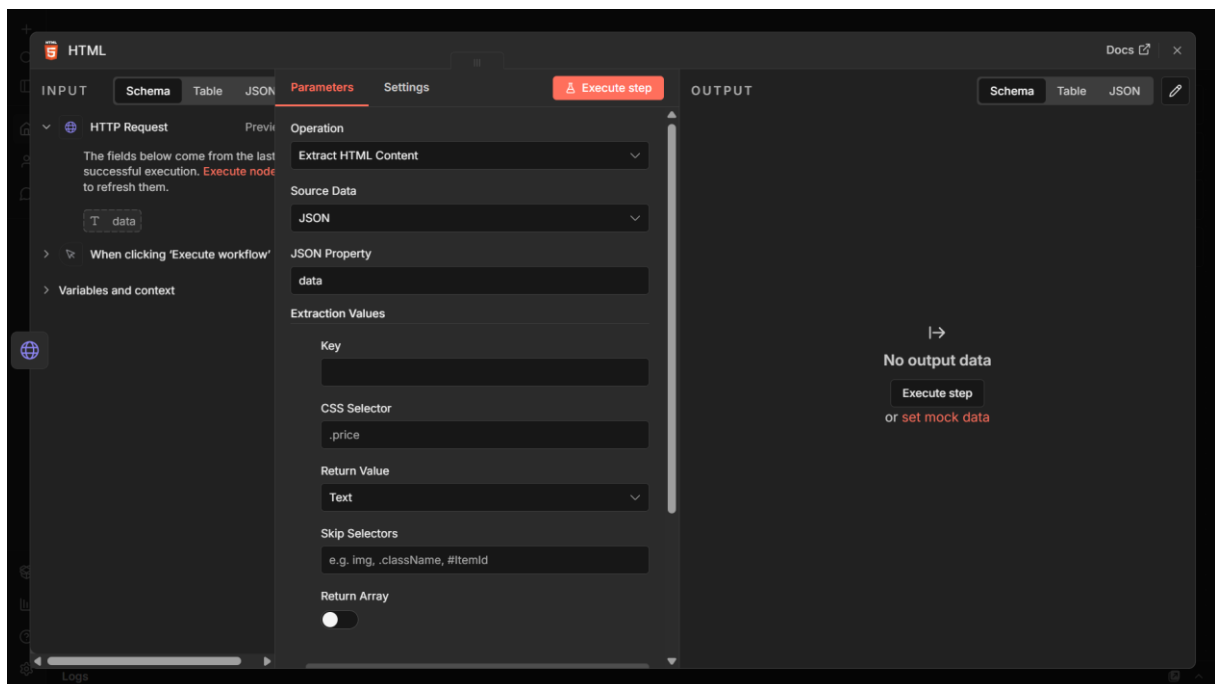 HTML
Docs
INPUT
Schema
Table
JSON
HTTP Request
The fields below come from the last
successful execution. Execute node
to refresh them.
T data
When clicking ‘Execute workflow’
Variables and context
Parameters
Settings
Execute step
Operation
Extract HTML Content
Source Data
JSON
JSON Property
data
Extraction Values
Key
CSS Selector
.price
Return Value
Text
Skip Selectors
e.g. img, .className, #ItemId
Return Array
OUTPUT
Schema
Table
JSON
No output data
Execute step
or set mock data
Logs